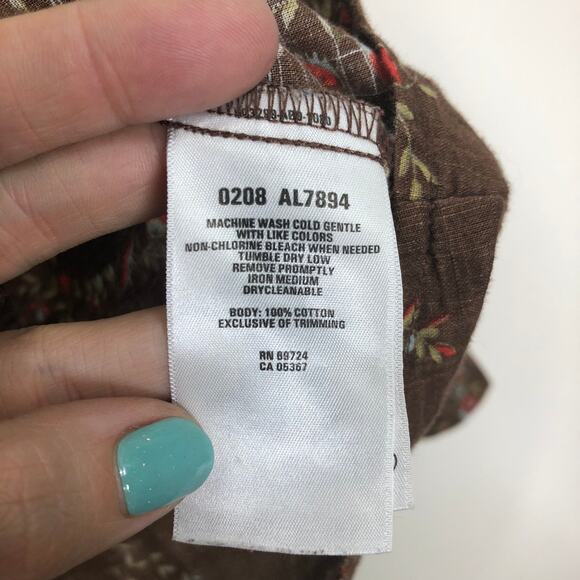 0208 AL7894
MACHINE WASH COLD GENTLE
WITH LIKE COLORS
NON-CHLORINE BLEACH WHEN NEEDED
TUMBLE DRY LOW
REMOVE PROMPTLY
IRON MEDIUM
DRYCLEANABLE
BODY: 100% COTTON
EXCLUSIVE OF TRIMMING
RN 69724
CA 05367